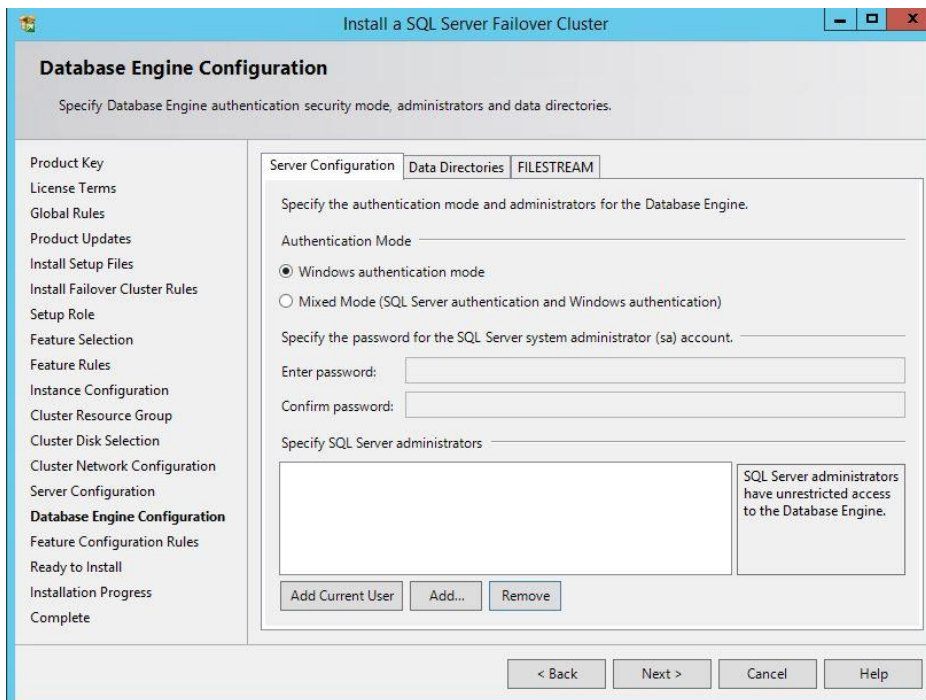 Install a SQL Server Failover Cluster
Database Engine Configuration
Specify Database Engine authentication security mode, administrators and data directories.
Product Key
License Terms
Global Rules
Product Updates
Install Setup Files
Install Failover Cluster Rules
Setup Role
Feature Selection
Feature Rules
Instance Configuration
Cluster Resource Group
Cluster Disk Selection
Cluster Network Configuration
Server Configuration
Database Engine Configuration
Feature Configuration Rules
Ready to Install
Installation Progress
Complete
Server Configuration Data Directories FILESTREAM
Specify the authentication mode and administrators for the Database Engine.
Authentication Mode
Windows authentication mode
Mixed Mode (SQL Server authentication and Windows authentication)
Specify the password for the SQL Server system administrator (sa) account.
Enter password:
Confirm password:
Specify SQL Server administrators
SQL Server administrators
have unrestricted access
to the Database Engine.
Add Current User Add... Remove
< Back Next > Cancel Help